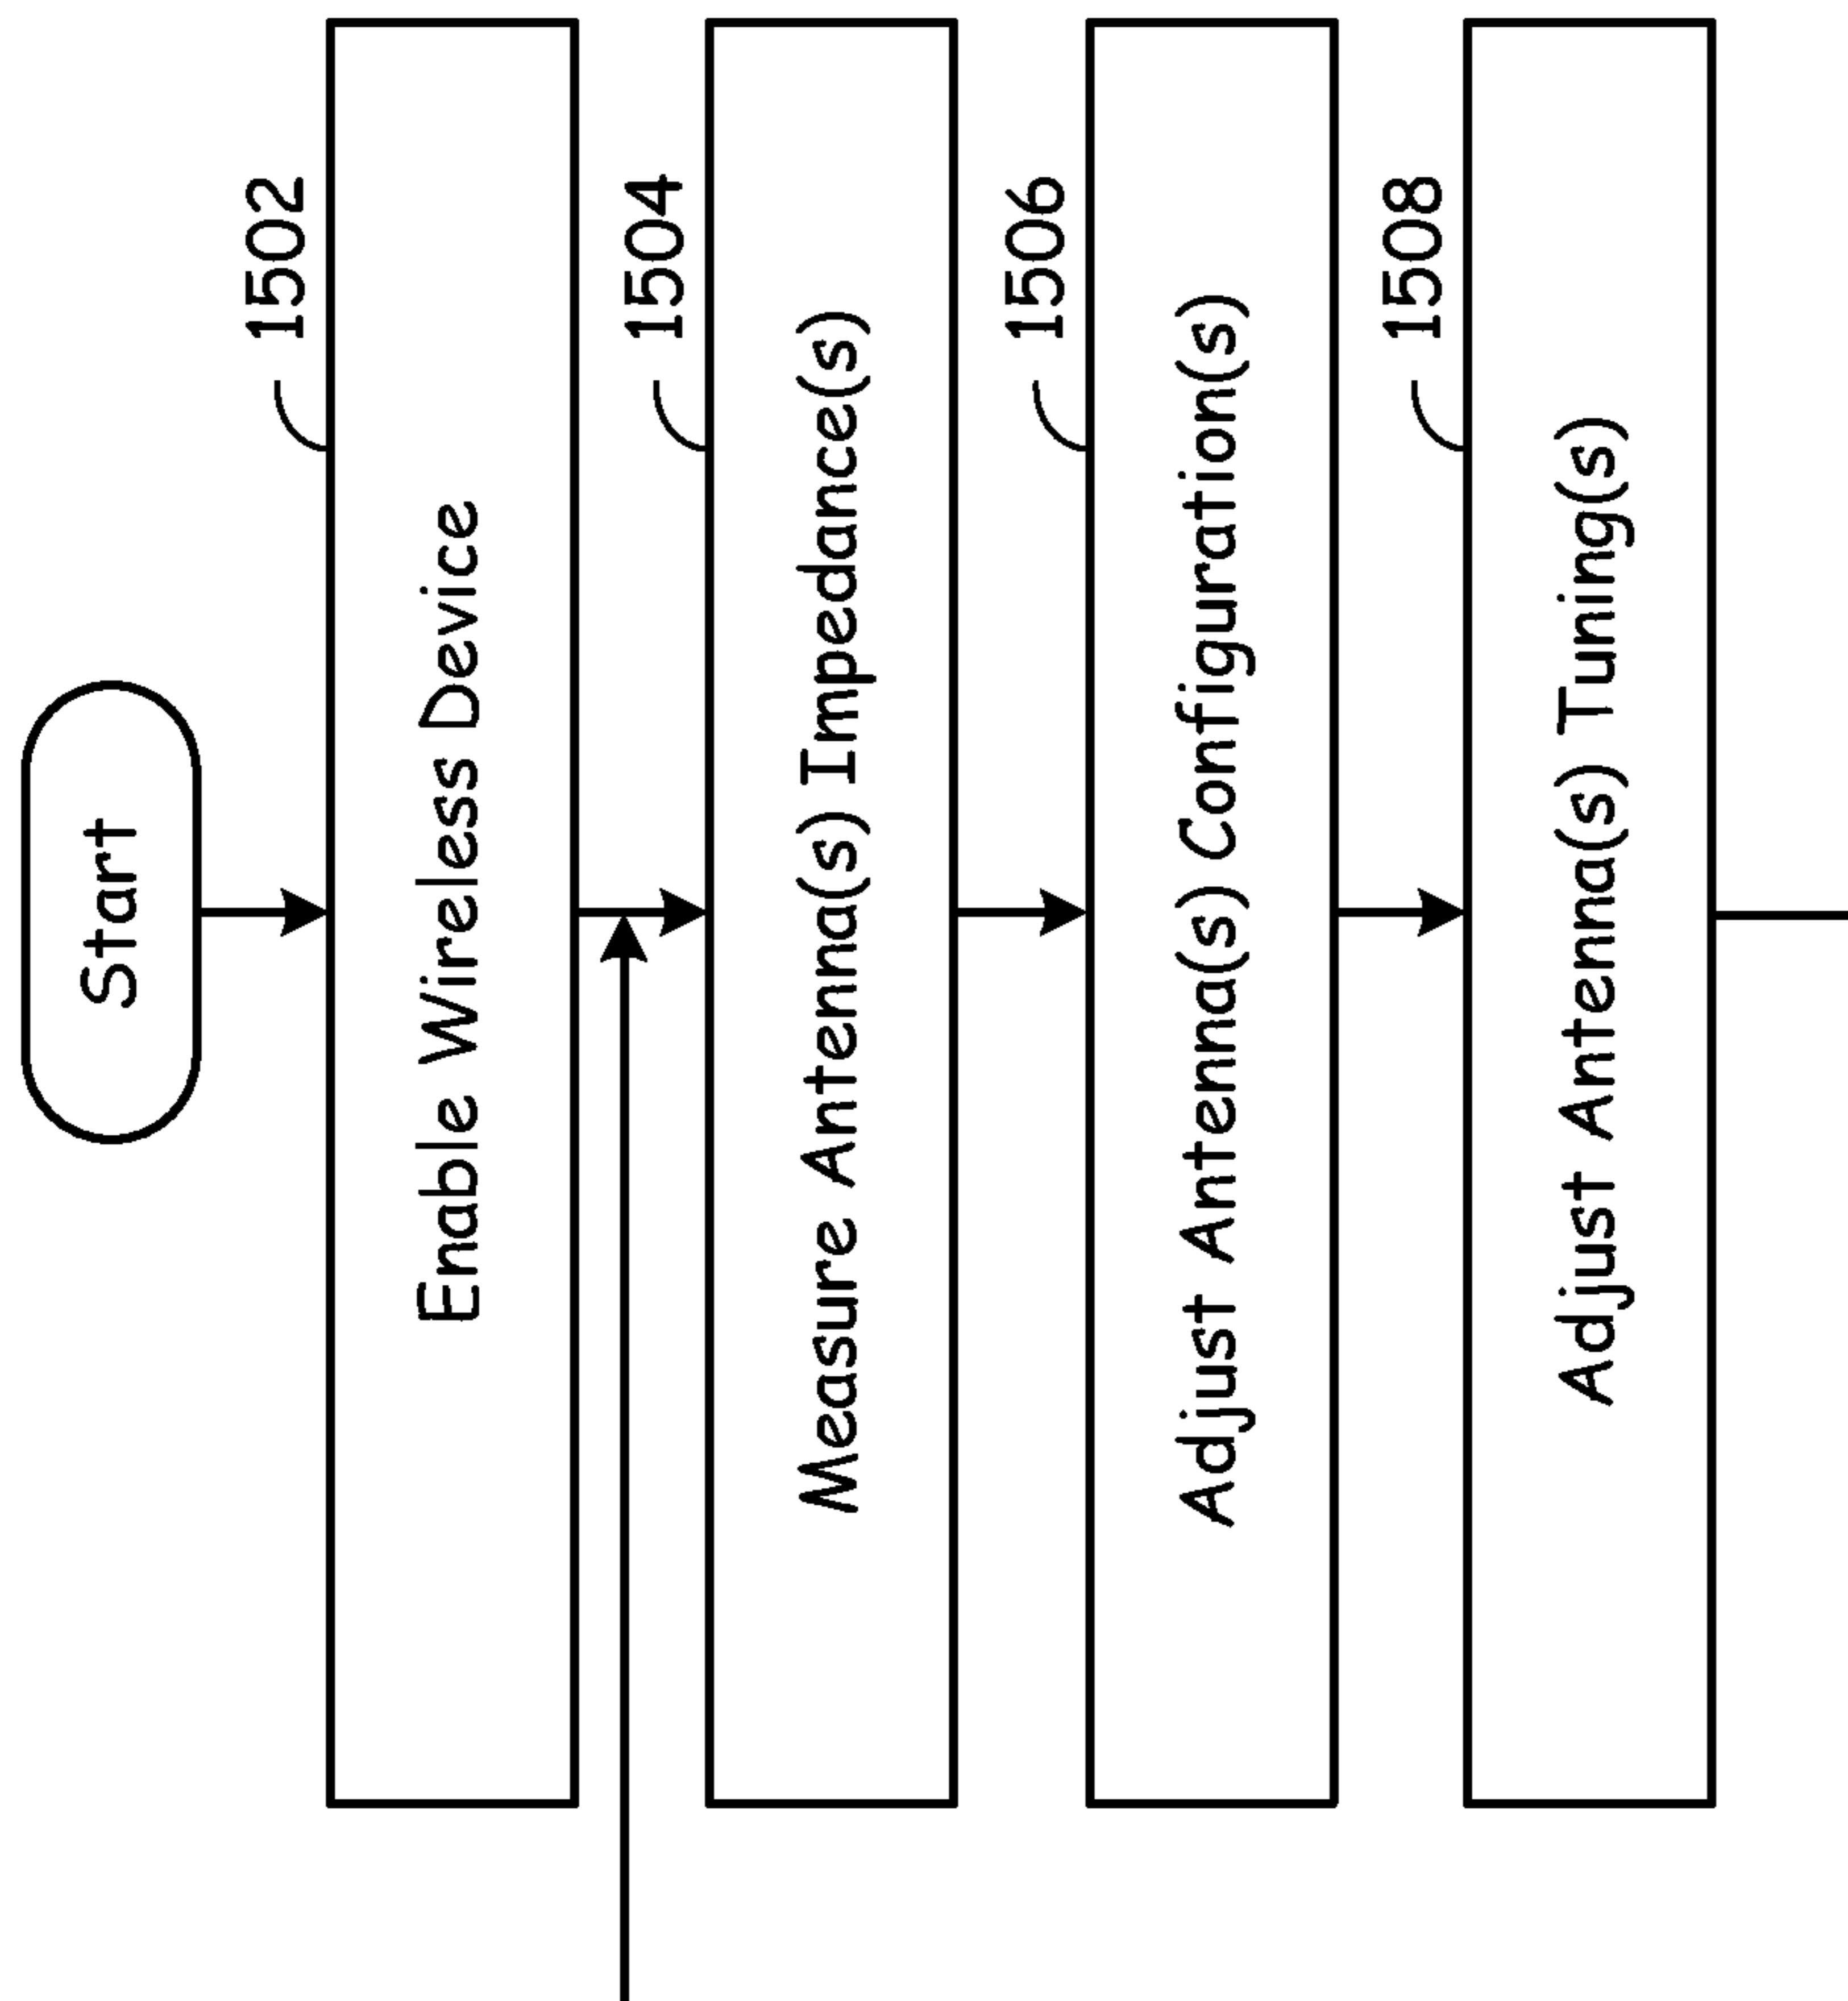 Start
1502
Enable Wireless Device
1504
Measure Antenna(s) Impedance(s)
1506
Adjust Antenna(s) Configuration(s)
1508
Adjust Antenna(s) Tuning(s)